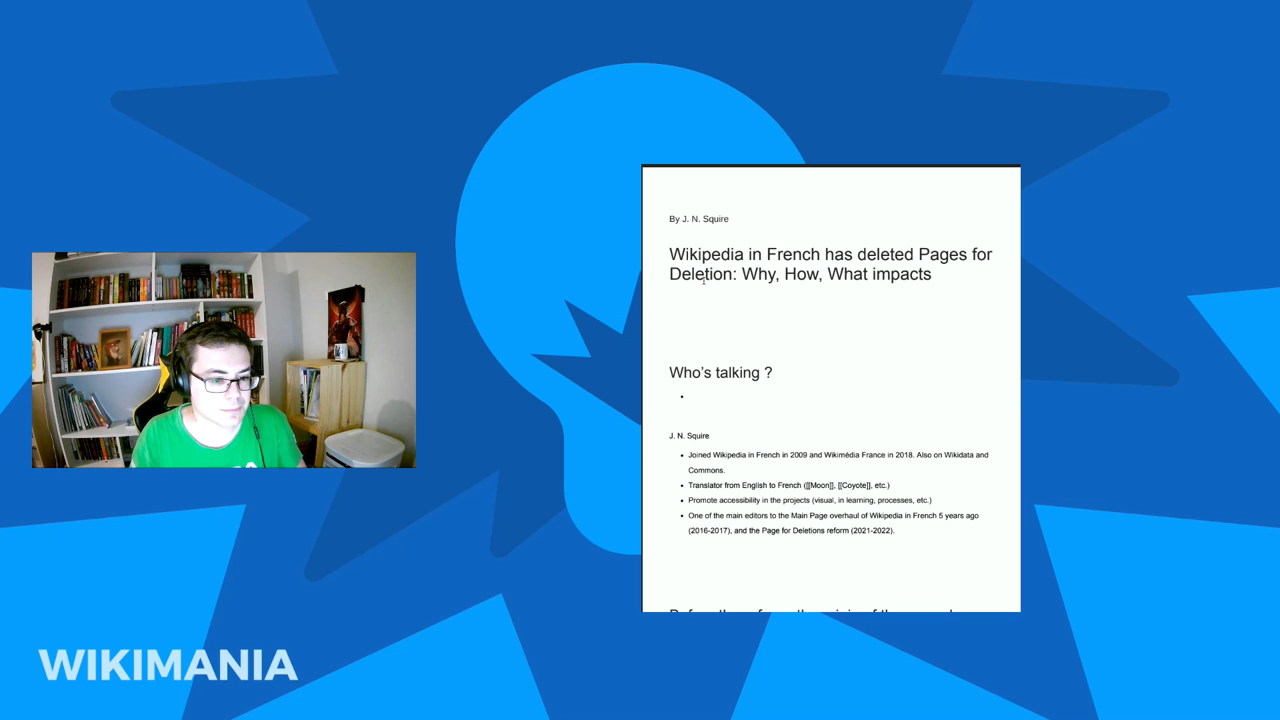 By J. N. Squire
Wikipedia in French has deleted Pages for
Deletion: Why, How, What impacts
Who's talking ?
J. N. Squire
• Joined Wikipedia in French in 2009 and Wikimédia France in 2018. Also on Wikidata and
Commons.
• Translator from English to French ([[Moon]], [[Coyote]], etc.)
• Promote accessibility in the projects (visual, in learning, processes, etc.)
• One of the main editors to the Main Page overhaul of Wikipedia in French 5 years ago
(2016-2017), and the Page for Deletions reform (2021-2022).
WIKIMANIA